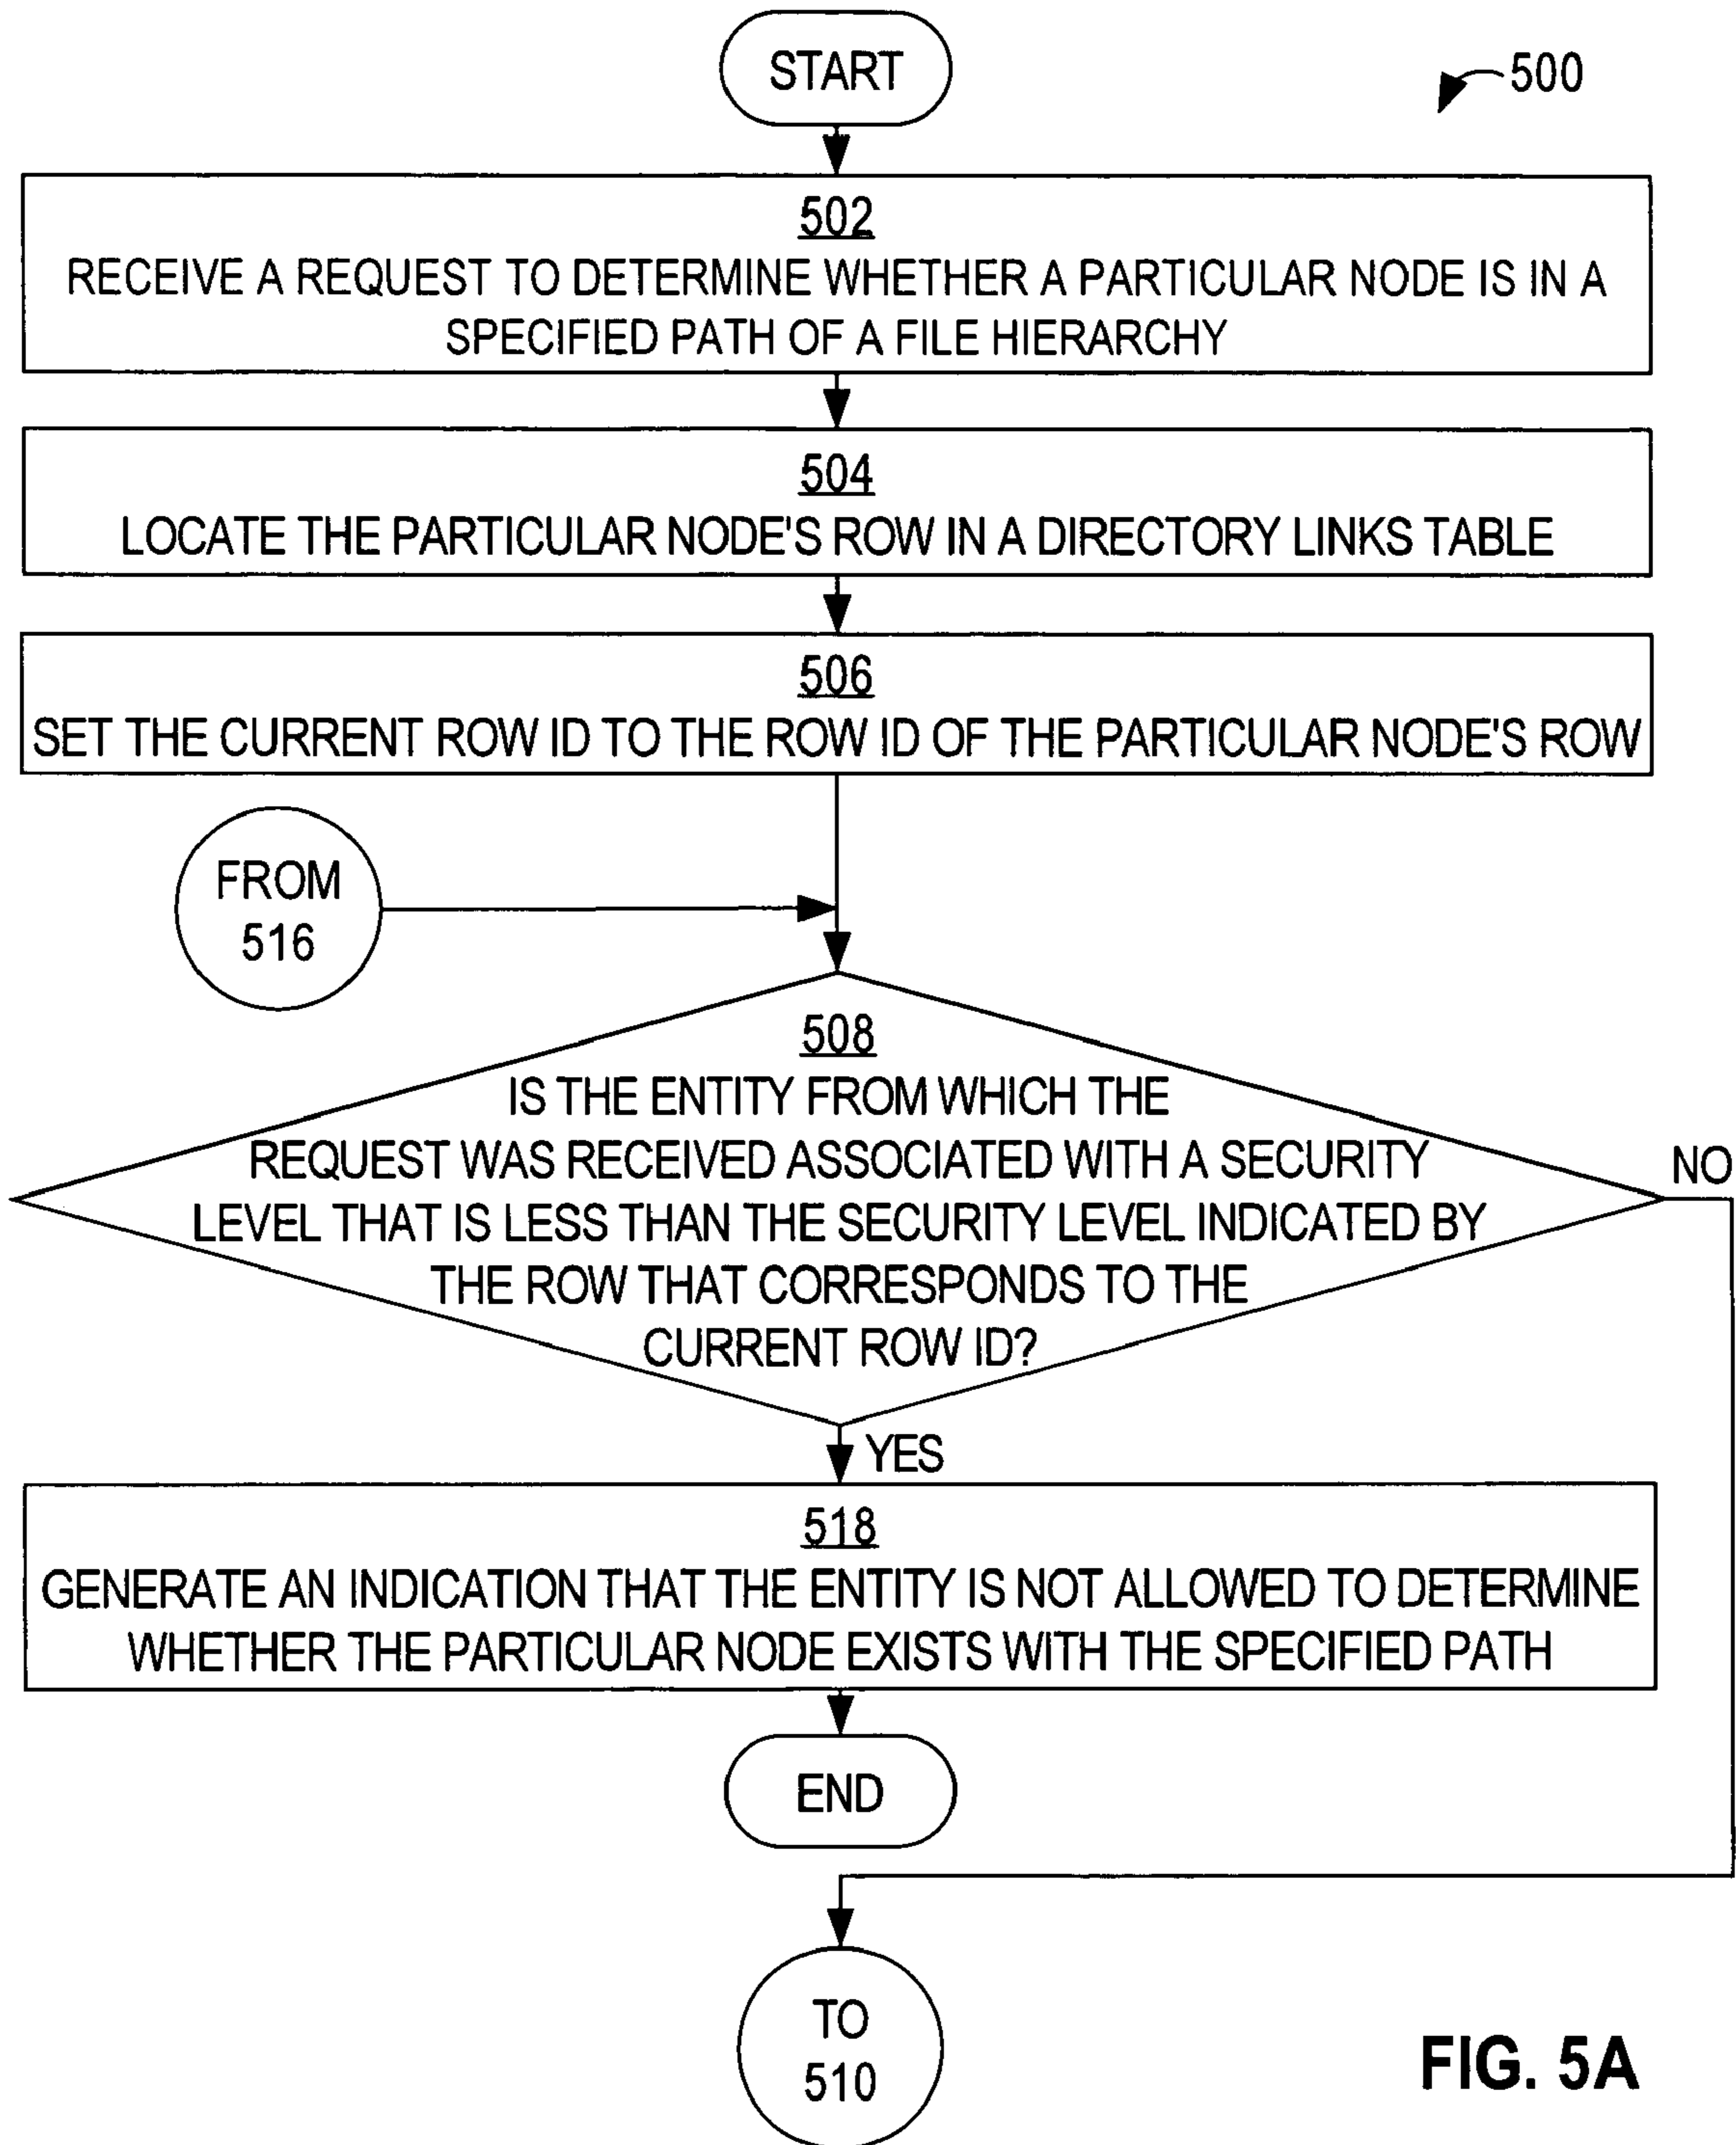 START
500
502
RECEIVE A REQUEST TO DETERMINE WHETHER A PARTICULAR NODE IS IN A
SPECIFIED PATH OF A FILE HIERARCHY
504
LOCATE THE PARTICULAR NODE'S ROW IN A DIRECTORY LINKS TABLE
506
SET THE CURRENT ROW ID TO THE ROW ID OF THE PARTICULAR NODE'S ROW
FROM
516
508
IS THE ENTITY FROM WHICH THE
REQUEST WAS RECEIVED ASSOCIATED WITH A SECURITY
LEVEL THAT IS LESS THAN THE SECURITY LEVEL INDICATED BY
THE ROW THAT CORRESPONDS TO THE
CURRENT ROW ID?
NO
YES
518
GENERATE AN INDICATION THAT THE ENTITY IS NOT ALLOWED TO DETERMINE
WHETHER THE PARTICULAR NODE EXISTS WITH THE SPECIFIED PATH
END
TO
510
FIG. 5A